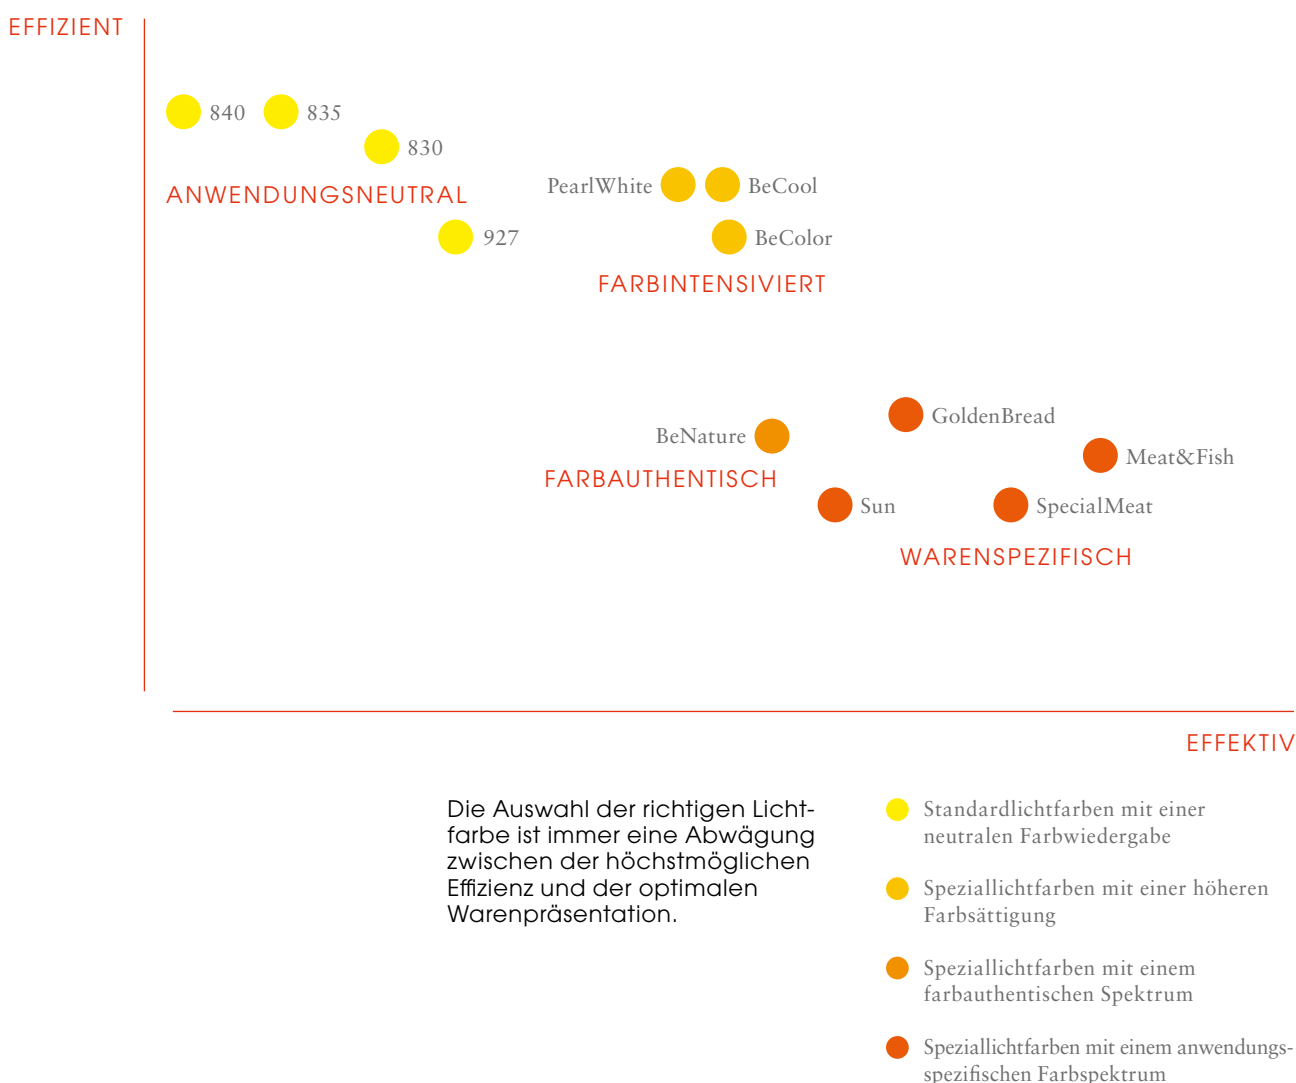 EFFIZIENT
840
835
830
ANWENDUNGSNEUTRAL
927
PearlWhite
BeCool
BeColor
FARBINTENSIVIERT
GoldenBread
BeNature
Meat&Fish
FARBAUTHENTISCH
Sun
SpecialMeat
WARENSPEZIFISCH
EFFEKTIV
Die Auswahl der richtigen Licht-
farbe ist immer eine Abwägung
zwischen der höchstmöglichen
Effizienz und der optimalen
Warenpräsentation.
Standardlichtfarben mit einer
neutralen Farbwiedergabe
Speziallichtfarben mit einer höheren
Farbsättigung
Speziallichtfarben mit einem
farbauthentischen Spektrum
Speziallichtfarben mit einem anwendungs-
spezifischen Farbspektrum